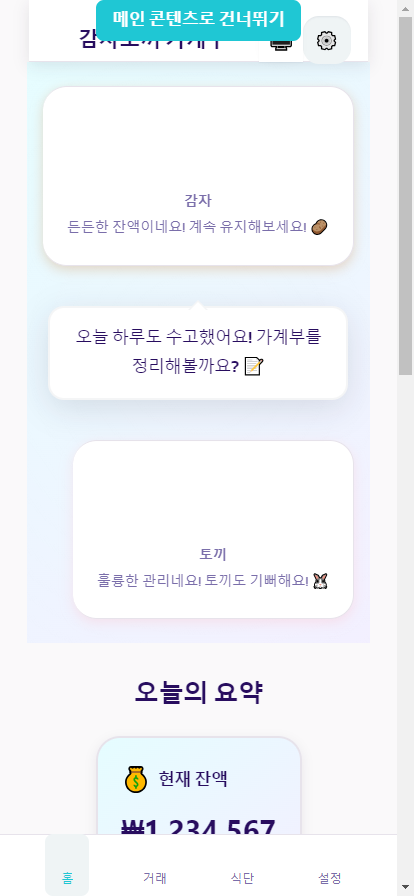 메인 콘텐츠로 건너뛰기
감자토끼 가계부
감자
든든한 잔액이네요! 계속 유지해보세요! 🥔
오늘 하루도 수고했어요! 가계부를
정리해볼까요? 📝
토끼
훌륭한 관리네요! 토끼도 기뻐해요! 🐰
오늘의 요약
💰 현재 잔액
₩1,234,567
홈
거래
식단
설정